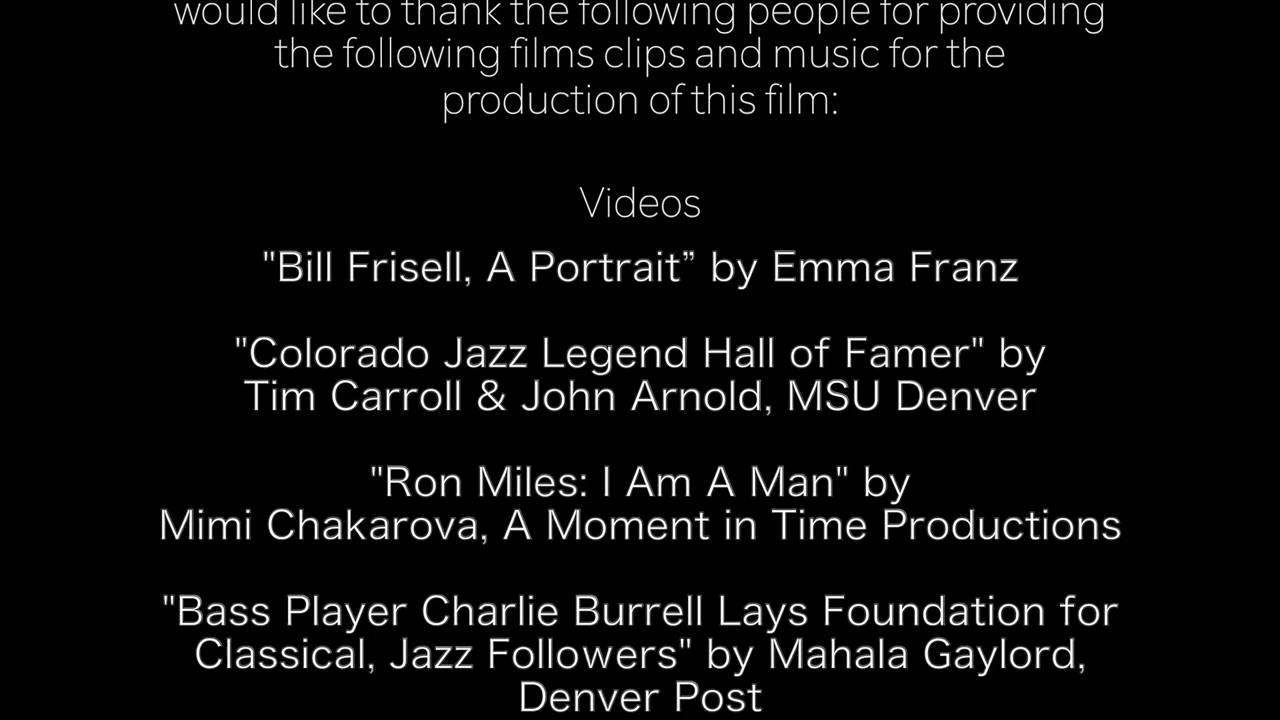 would like to thank the following people for providing
the following films clips and music for the
production of this film:
Videos
"Bill Frisell, A Portrait” by Emma Franz
"Colorado Jazz Legend Hall of Famer" by
Tim Carroll & John Arnold, MSU Denver
"Ron Miles: I Am A Man" by
Mimi Chakarova, A Moment in Time Productions
"Bass Player Charlie Burrell Lays Foundation for
Classical, Jazz Followers" by Mahala Gaylord,
Denver Post